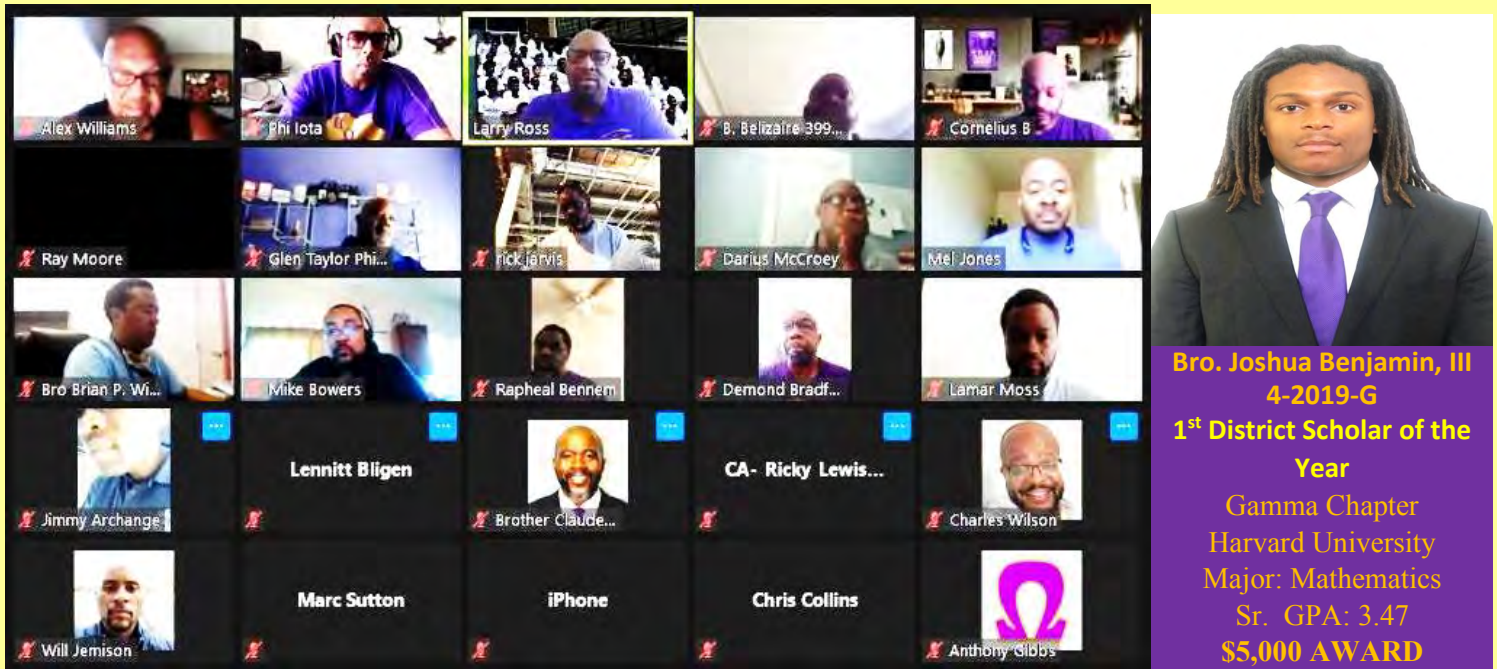 Alex Williams
Phi Iota
Larry Ross
B. Belizaire 399...
Cornelius B
Ray Moore
Glen Taylor Phi...
rick jarvis
Darius McCroey
Mel Jones
Bro Brian P. Wi...
Mike Bowers
Rapheal Bennem
Demond Bradf...
Lamar Moss
Jimmy Archange
Lennitt Bligen
Brother Claude...
CA- Ricky Lewis...
Charles Wilson
Will Jemison
Marc Sutton
iPhone
Chris Collins
Anthony Gibbs
Ω
Bro. Joshua Benjamin, III
4-2019-G
1st District Scholar of the
Year
Gamma Chapter
Harvard University
Major: Mathematics
Sr. GPA: 3.47
$5,000 AWARD